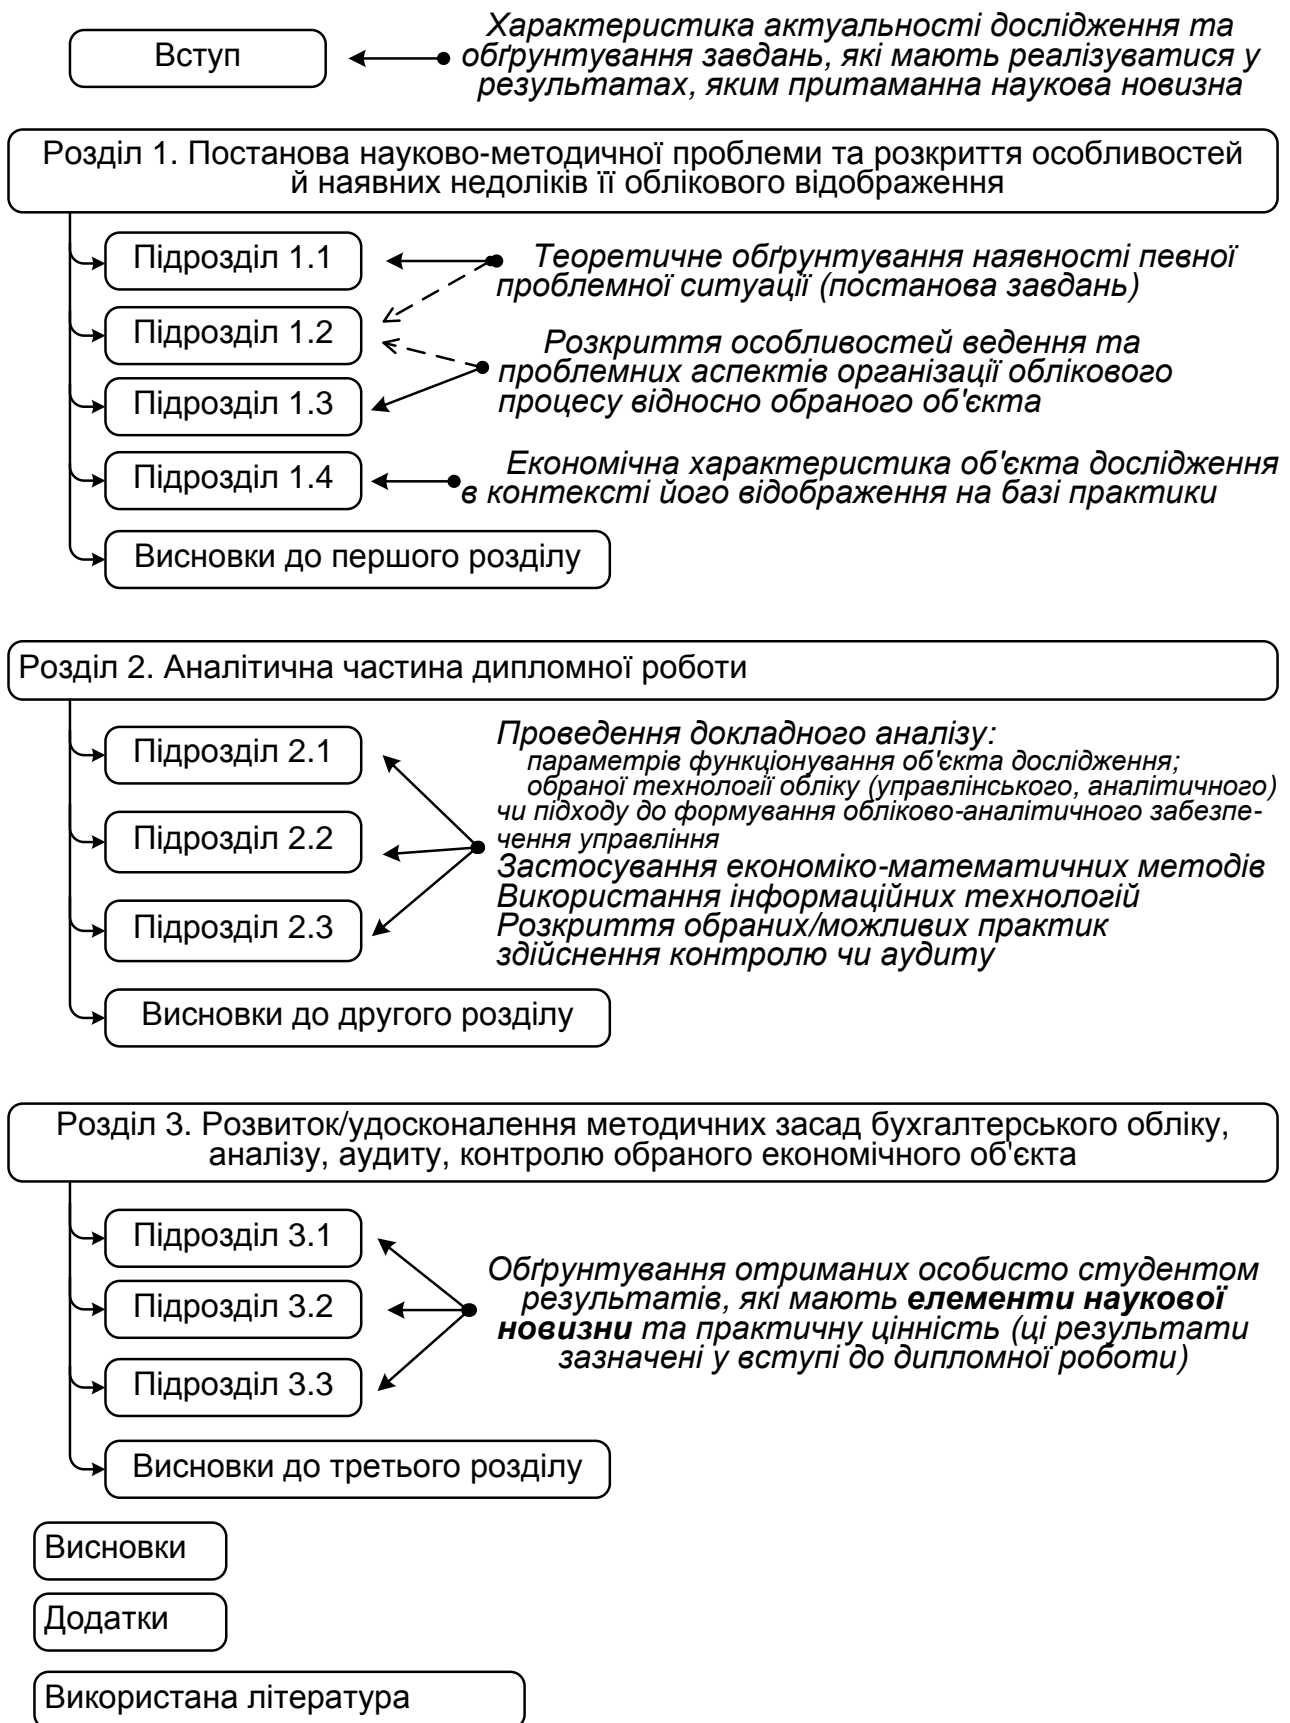 Вступ
Характеристика актуальності дослідження та
обґрунтування завдань, які мають реалізуватися у
результатах, яким притаманна наукова новизна
Розділ 1. Постанова науково-методичної проблеми та розкриття особливостей
й наявних недоліків її облікового відображення
Підрозділ 1.1
Теоретичне обґрунтування наявності певної
проблемної ситуації (постанова завдань)
Підрозділ 1.2
Розкриття особливостей ведення та
проблемних аспектів організації облікового
процесу відносно обраного об'єкта
Підрозділ 1.3
Підрозділ 1.4
Економічна характеристика об'єкта дослідження
в контексті його відображення на базі практики
Висновки до першого розділу
Розділ 2. Аналітична частина дипломної роботи
Підрозділ 2.1
Підрозділ 2.2
Підрозділ 2.3
Проведення докладного аналізу:
параметрів функціонування об'єкта дослідження;
обраної технології обліку (управлінського, аналітичного)
чи підходу до формування обліково-аналітичного забезпе-
чення управління
Застосування економіко-математичних методів
Використання інформаційних технологій
Розкриття обраних/можливих практик
здійснення контролю чи аудиту
Висновки до другого розділу
Розділ 3. Розвиток/удосконалення методичних засад бухгалтерського обліку,
аналізу, аудиту, контролю обраного економічного об'єкта
Підрозділ 3.1
Підрозділ 3.2
Підрозділ 3.3
Обґрунтування отриманих особисто студентом
результатів, які мають елементи наукової
новизни та практичну цінність (ці результати
зазначені у вступі до дипломної роботи)
Висновки до третього розділу
Висновки
Додатки
Використана література